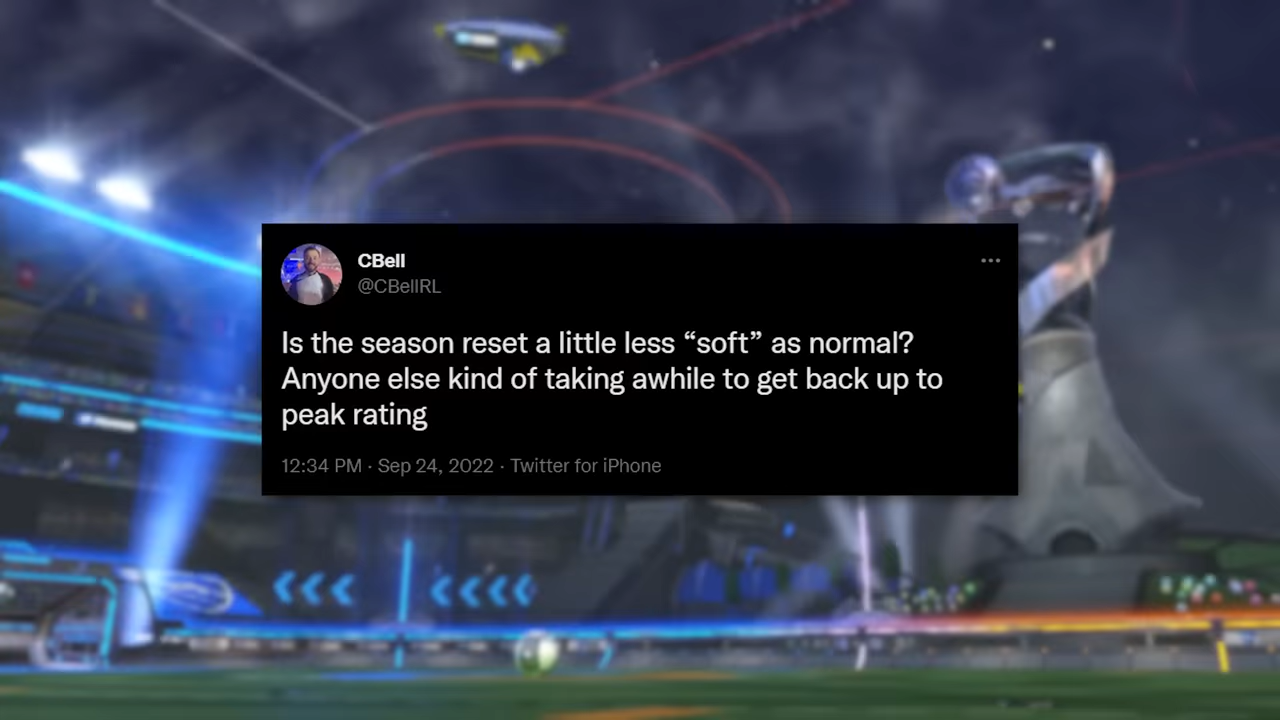 CBell
@CBellRL
Is the season reset a little less “soft” as normal?
Anyone else kind of taking awhile to get back up to
peak rating
12:34 PM · Sep 24, 2022 · Twitter for iPhone